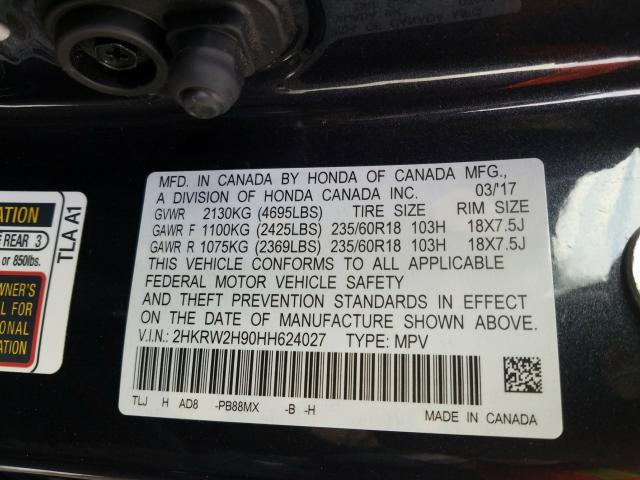 MFD. IN CANADA BY HONDA OF CANADA MFG.,
A DIVISION OF HONDA CANADA INC. 03/'17
GVWR 2130KG (4695LBS) TIRE SIZE RIM SIZE
GAWR F 1100KG (2425LBS) 235/60R18 103H 18X7.5J
GAWR R 1075KG (2369LBS) 235/60R18 103H 18X7.5J
THIS VEHICLE CONFORMS TO ALL APPLICABLE
FEDERAL MOTOR VEHICLE SAFETY
AND THEFT PREVENTION STANDARDS IN EFFECT
ON THE DATE OF MANUFACTURE SHOWN ABOVE.
V.I.N.: 2HKRW2H90HH624027 TYPE: MPV
TLJ H AD8 -PB88MX -B -H
MADE IN CANADA
ATION
REAR 3
or 850lbs.
WNER'S
L FOR
IONAL
ATION
TLA A1